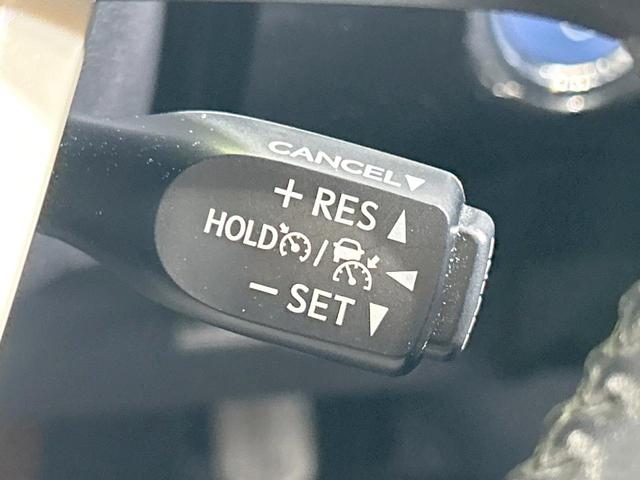 CANCEL▼
+ RES ▲
HOLD / ◀
− SET ▼